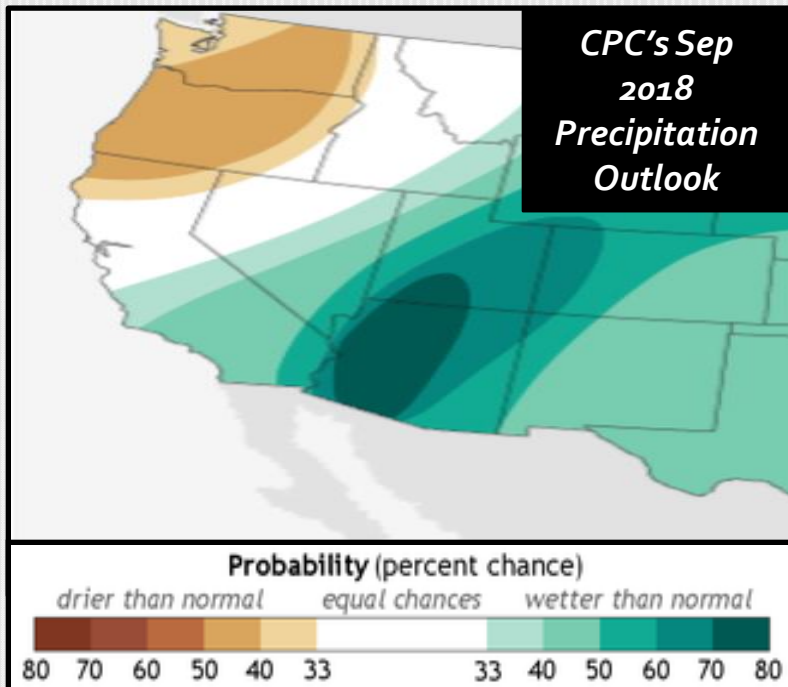 CPC's Sep
2018
Precipitation
Outlook
Probability (percent chance)
drier than normal equal chances wetter than normal
80 70 60 50 40 33 33 40 50 60 70 80